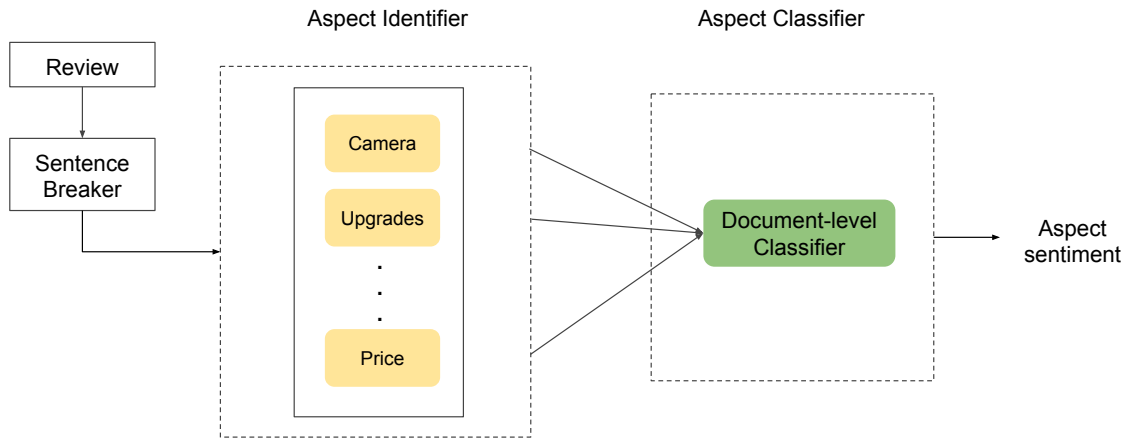 Aspect Identifier
Aspect Classifier
Review
Sentence
Breaker
Camera
Upgrades
.
.
.
Price
Document-level
Classifier
Aspect
sentiment